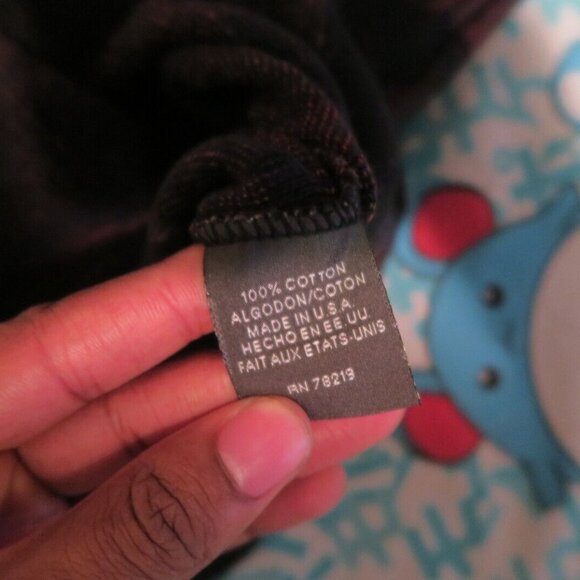 100% COTTON
ALGODON/COTON
MADE IN U.S.A.
HECHO EN EE.UU.
FAIT AUX ETATS-UNIS
RN 78219